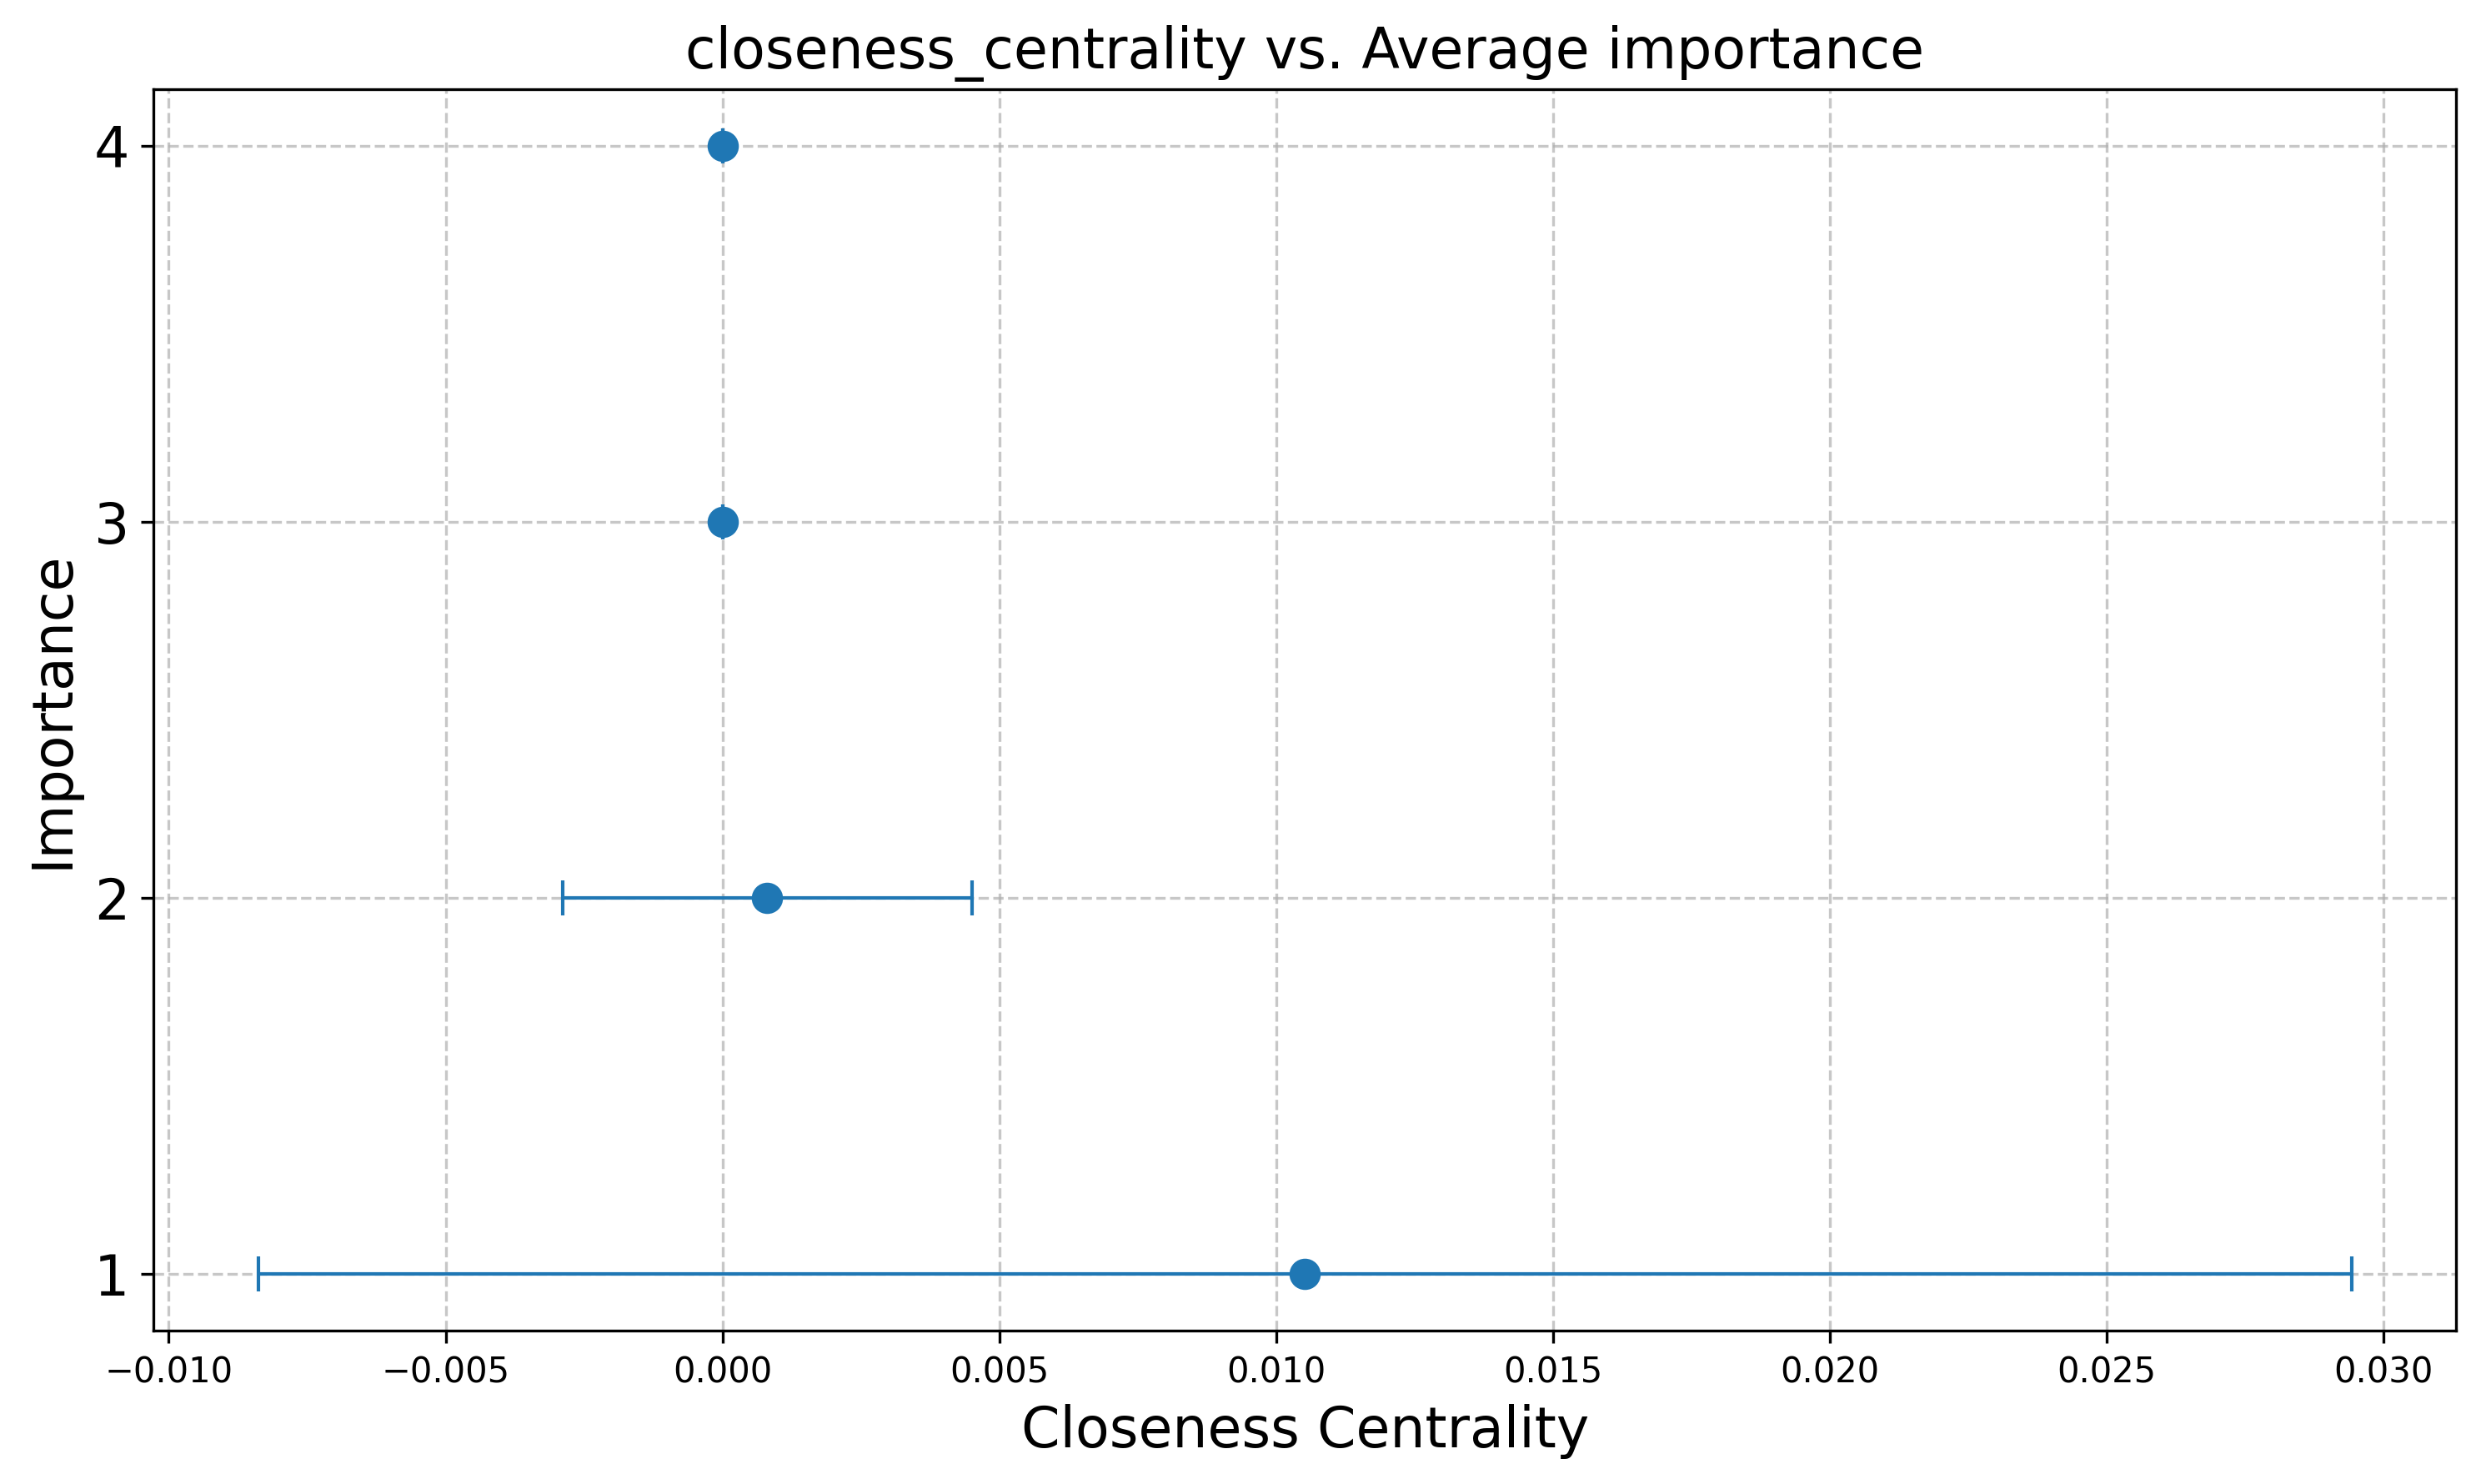 closeness_centrality vs. Average importance
4
3
2
1
Importance
−0.010 −0.005 0.000 0.005 0.010 0.015 0.020 0.025 0.030
Closeness Centrality